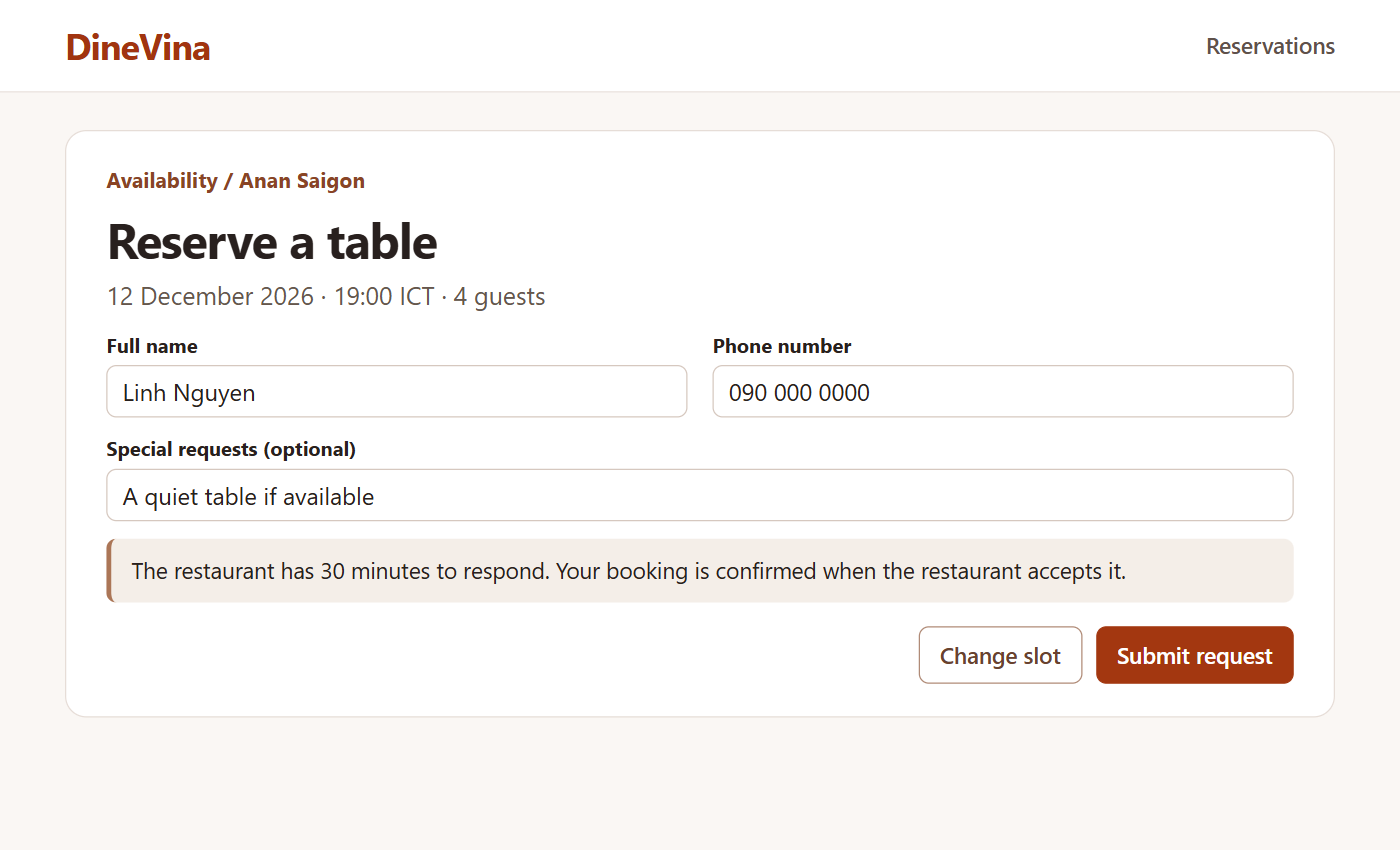 DineVina
Reservations
Availability / Anan Saigon
Reserve a table
12 December 2026 · 19:00 ICT · 4 guests
Full name
Phone number
Linh Nguyen
090 000 0000
Special requests (optional)
A quiet table if available
The restaurant has 30 minutes to respond. Your booking is confirmed when the restaurant accepts it.
Change slot
Submit request